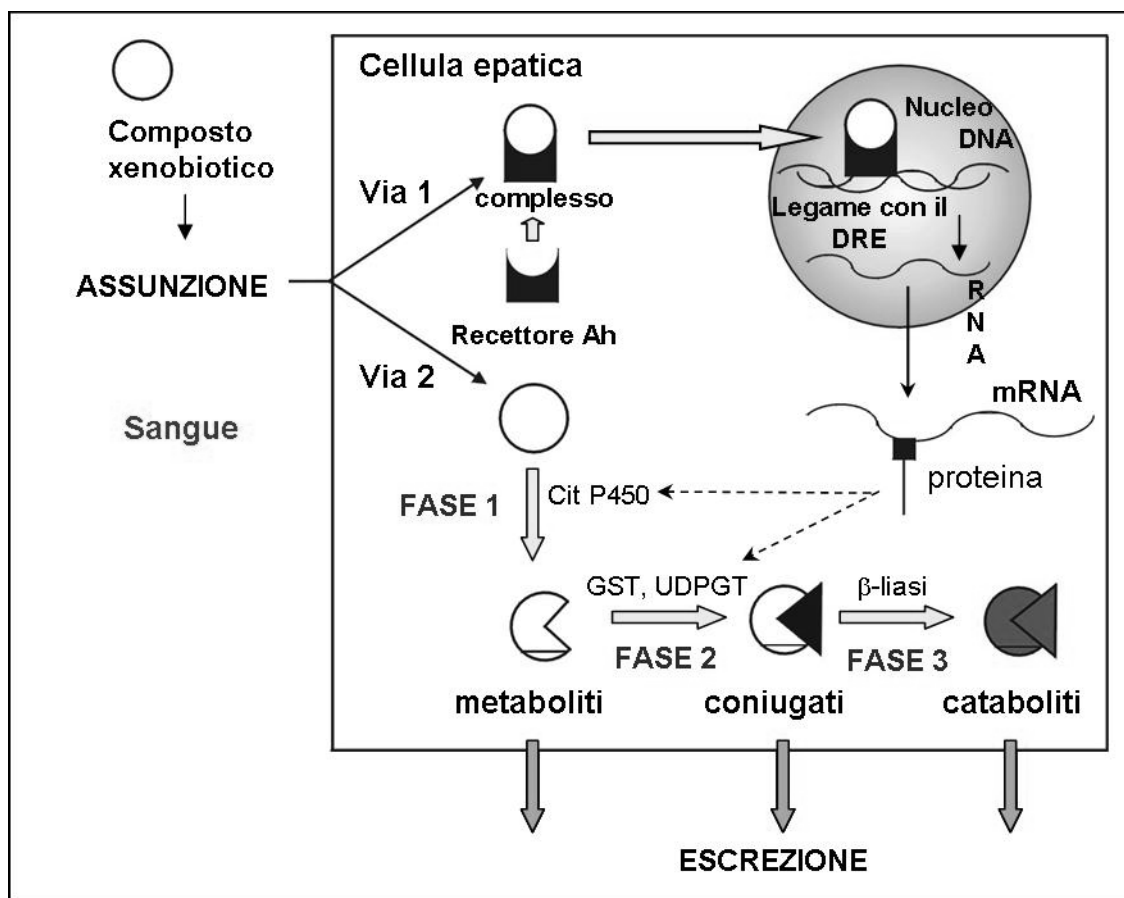 Cellula epatica
Composto
xenobiotico
ASSUNZIONE
Sangue
Via 1
complesso
Recettore Ah
Via 2
Nucleo
DNA
Legame con il
DRE
R
N
A
mRNA
proteina
FASE 1
Cit P450
GST, UDPGT
FASE 2
β-liasi
FASE 3
metaboliti
coniugati
cataboliti
ESCREZIONE